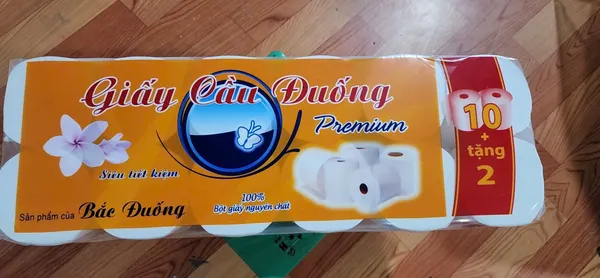 Giấy Cầu Đuống
Premium
Siêu tiết kiệm
100%
Bột giấy nguyên chất
Sản phẩm của Bắc Đuống
10
+
tặng
2